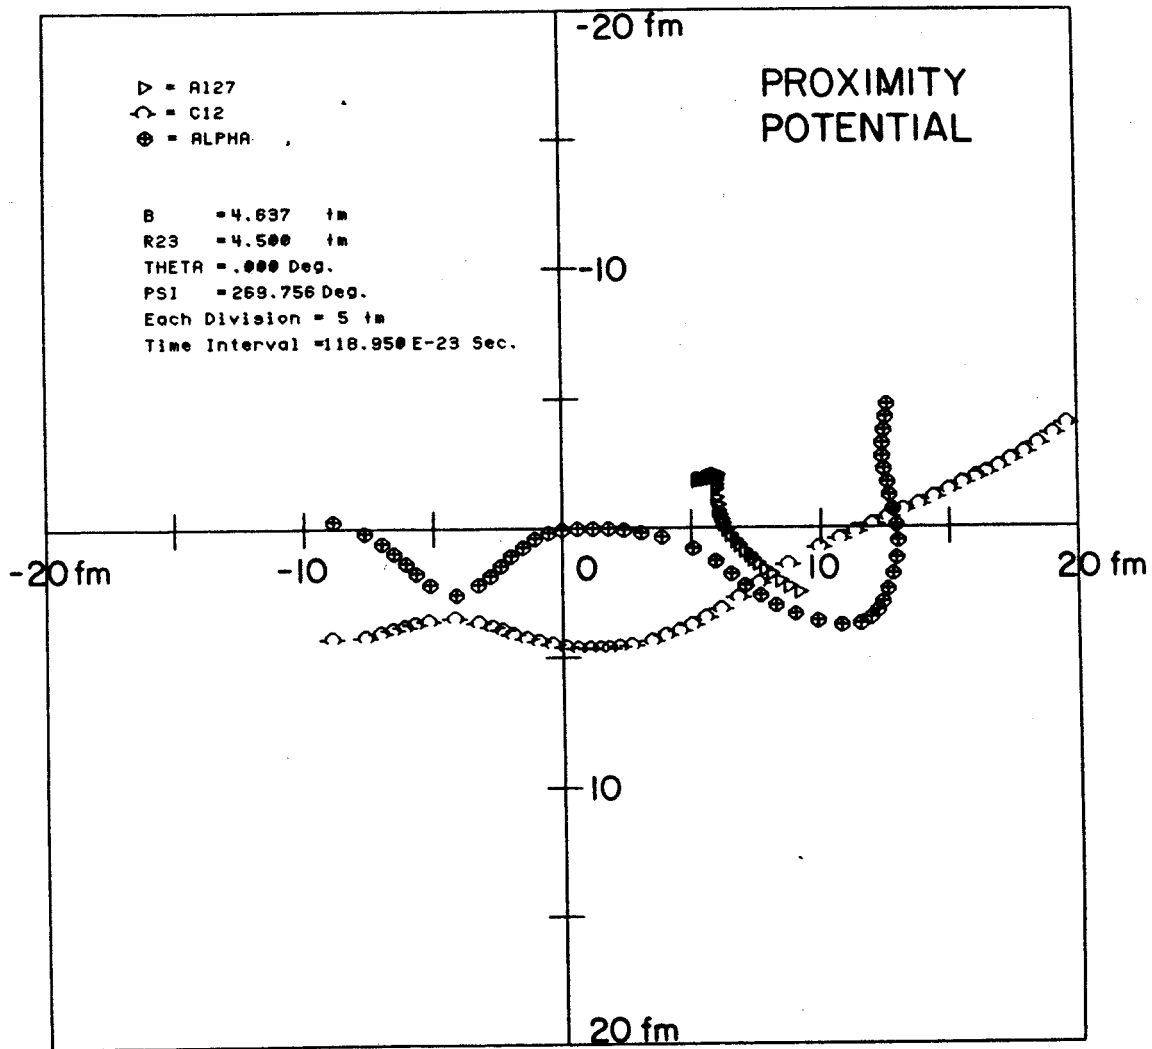 -20 fm
PROXIMITY
POTENTIAL
▷ = A127
= C12
⊕ = ALPHA
B =4.637 fm
R23 =4.500 fm
THETA =.000 Deg.
PSI =269.756 Deg.
Each Division = 5 fm
Time Interval =118.950 E-23 Sec.
-10
-20 fm
-10
0
10
20 fm
10
20 fm